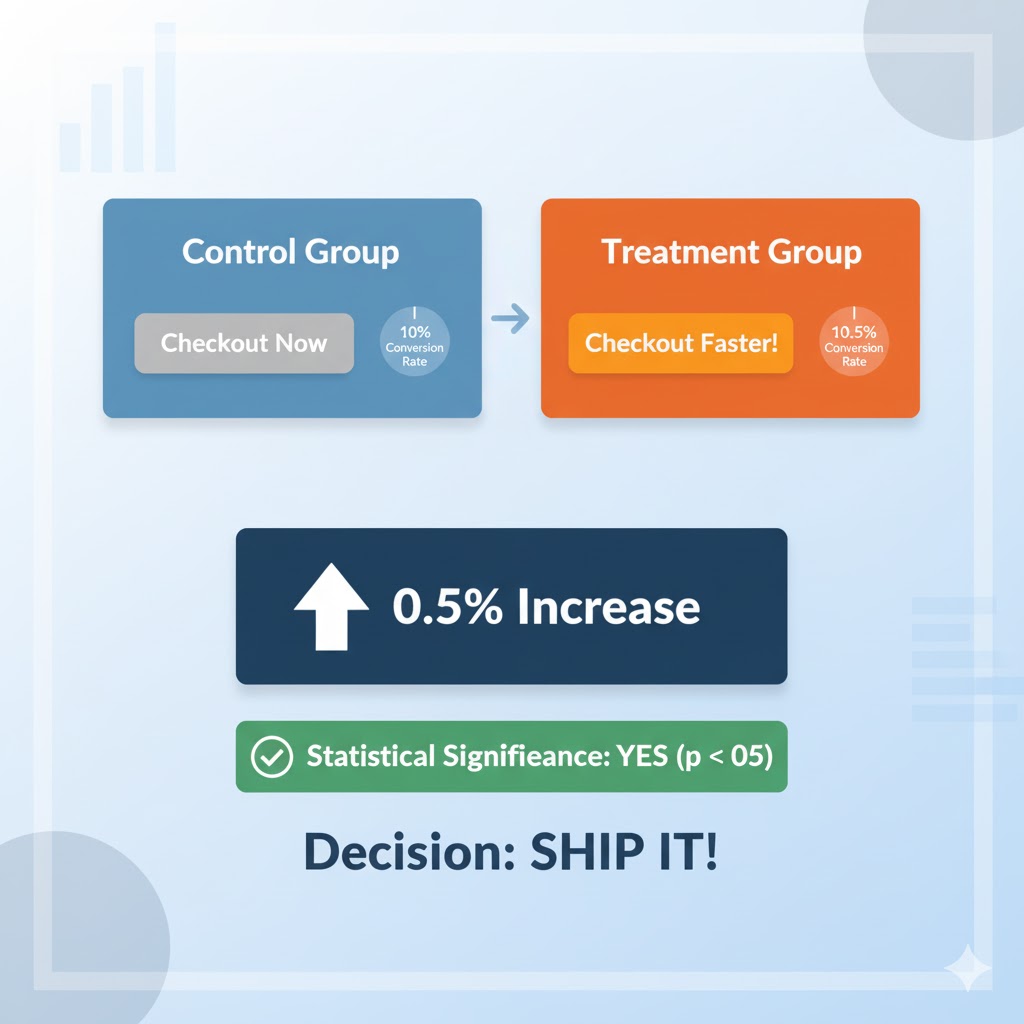 Control Group
Checkout Now
10%
Conversion
Rate
Treatment Group
Checkout Faster!
10.5%
Conversion
Rate
0.5% Increase
Statistical Signifieance: YES (p < 05)
Decision: SHIP IT!